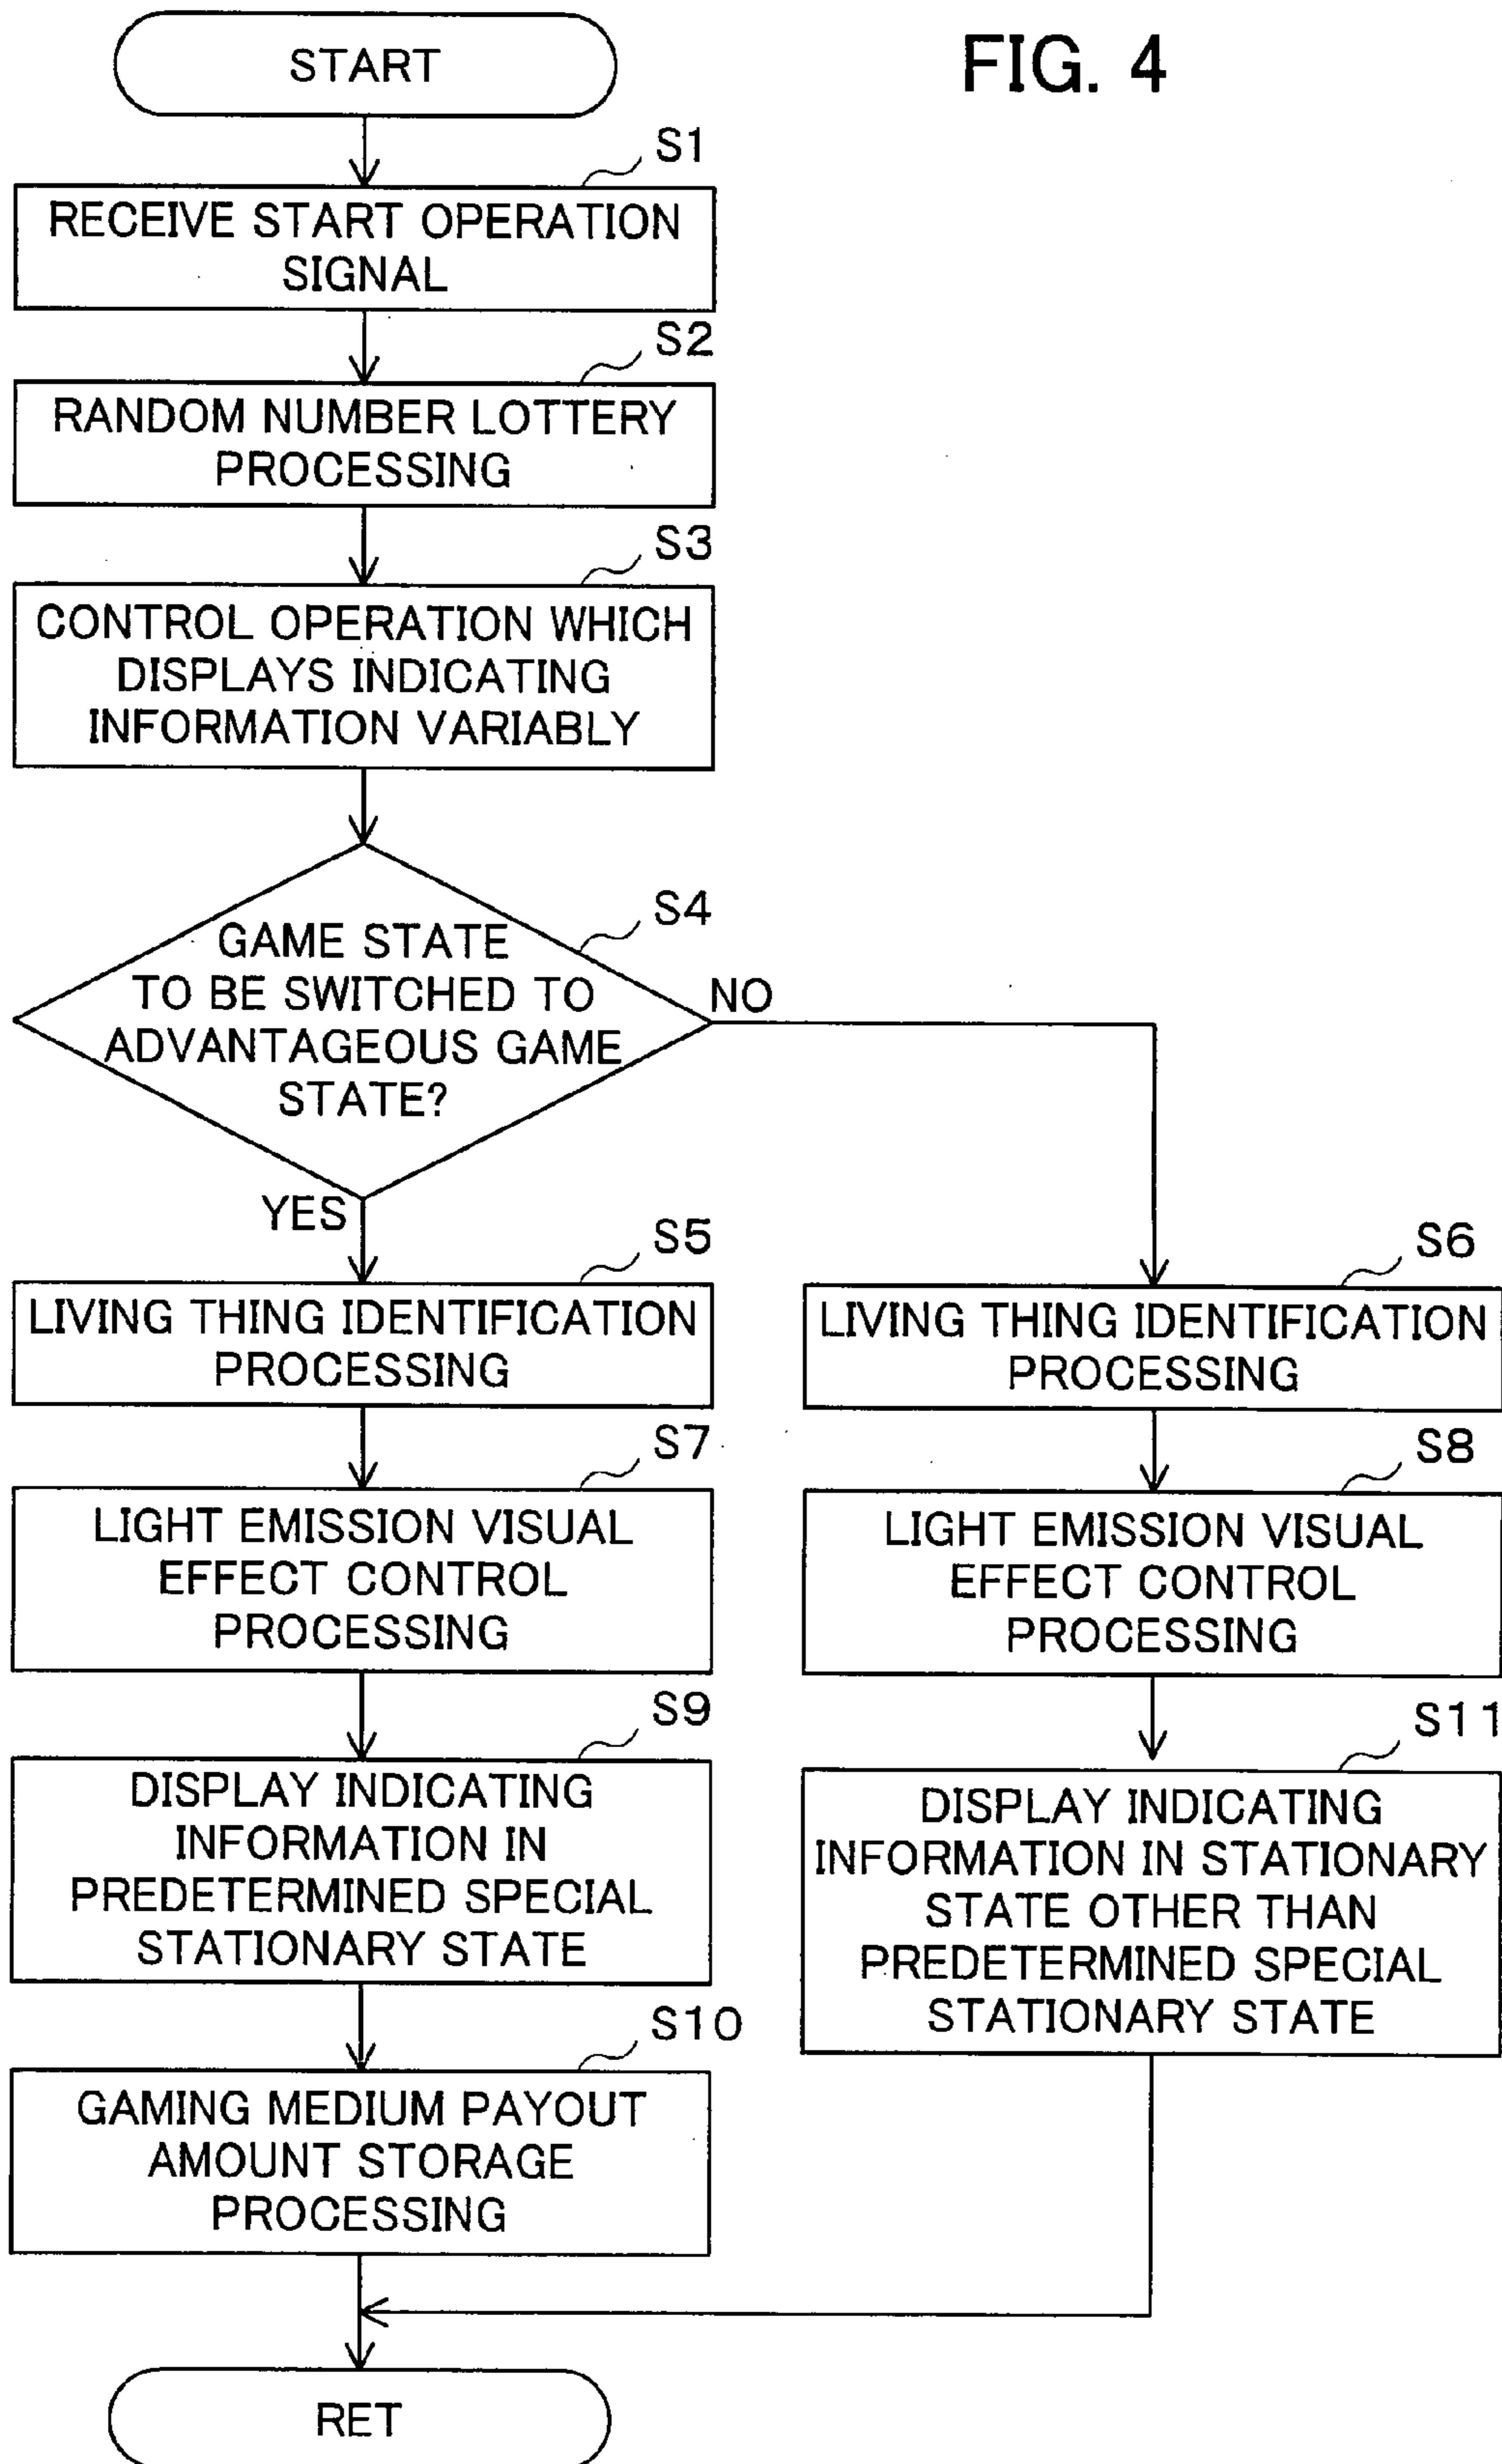 FIG. 4
START
S1
RECEIVE START OPERATION
SIGNAL
S2
RANDOM NUMBER LOTTERY
PROCESSING
S3
CONTROL OPERATION WHICH
DISPLAYS INDICATING
INFORMATION VARIABLY
S4
GAME STATE
TO BE SWITCHED TO
ADVANTAGEOUS GAME
STATE?
NO
YES
S5
LIVING THING IDENTIFICATION
PROCESSING
S6
LIVING THING IDENTIFICATION
PROCESSING
S7
LIGHT EMISSION VISUAL
EFFECT CONTROL
PROCESSING
S8
LIGHT EMISSION VISUAL
EFFECT CONTROL
PROCESSING
S9
DISPLAY INDICATING
INFORMATION IN
PREDETERMINED SPECIAL
STATIONARY STATE
S11
DISPLAY INDICATING
INFORMATION IN STATIONARY
STATE OTHER THAN
PREDETERMINED SPECIAL
STATIONARY STATE
S10
GAMING MEDIUM PAYOUT
AMOUNT STORAGE
PROCESSING
RET